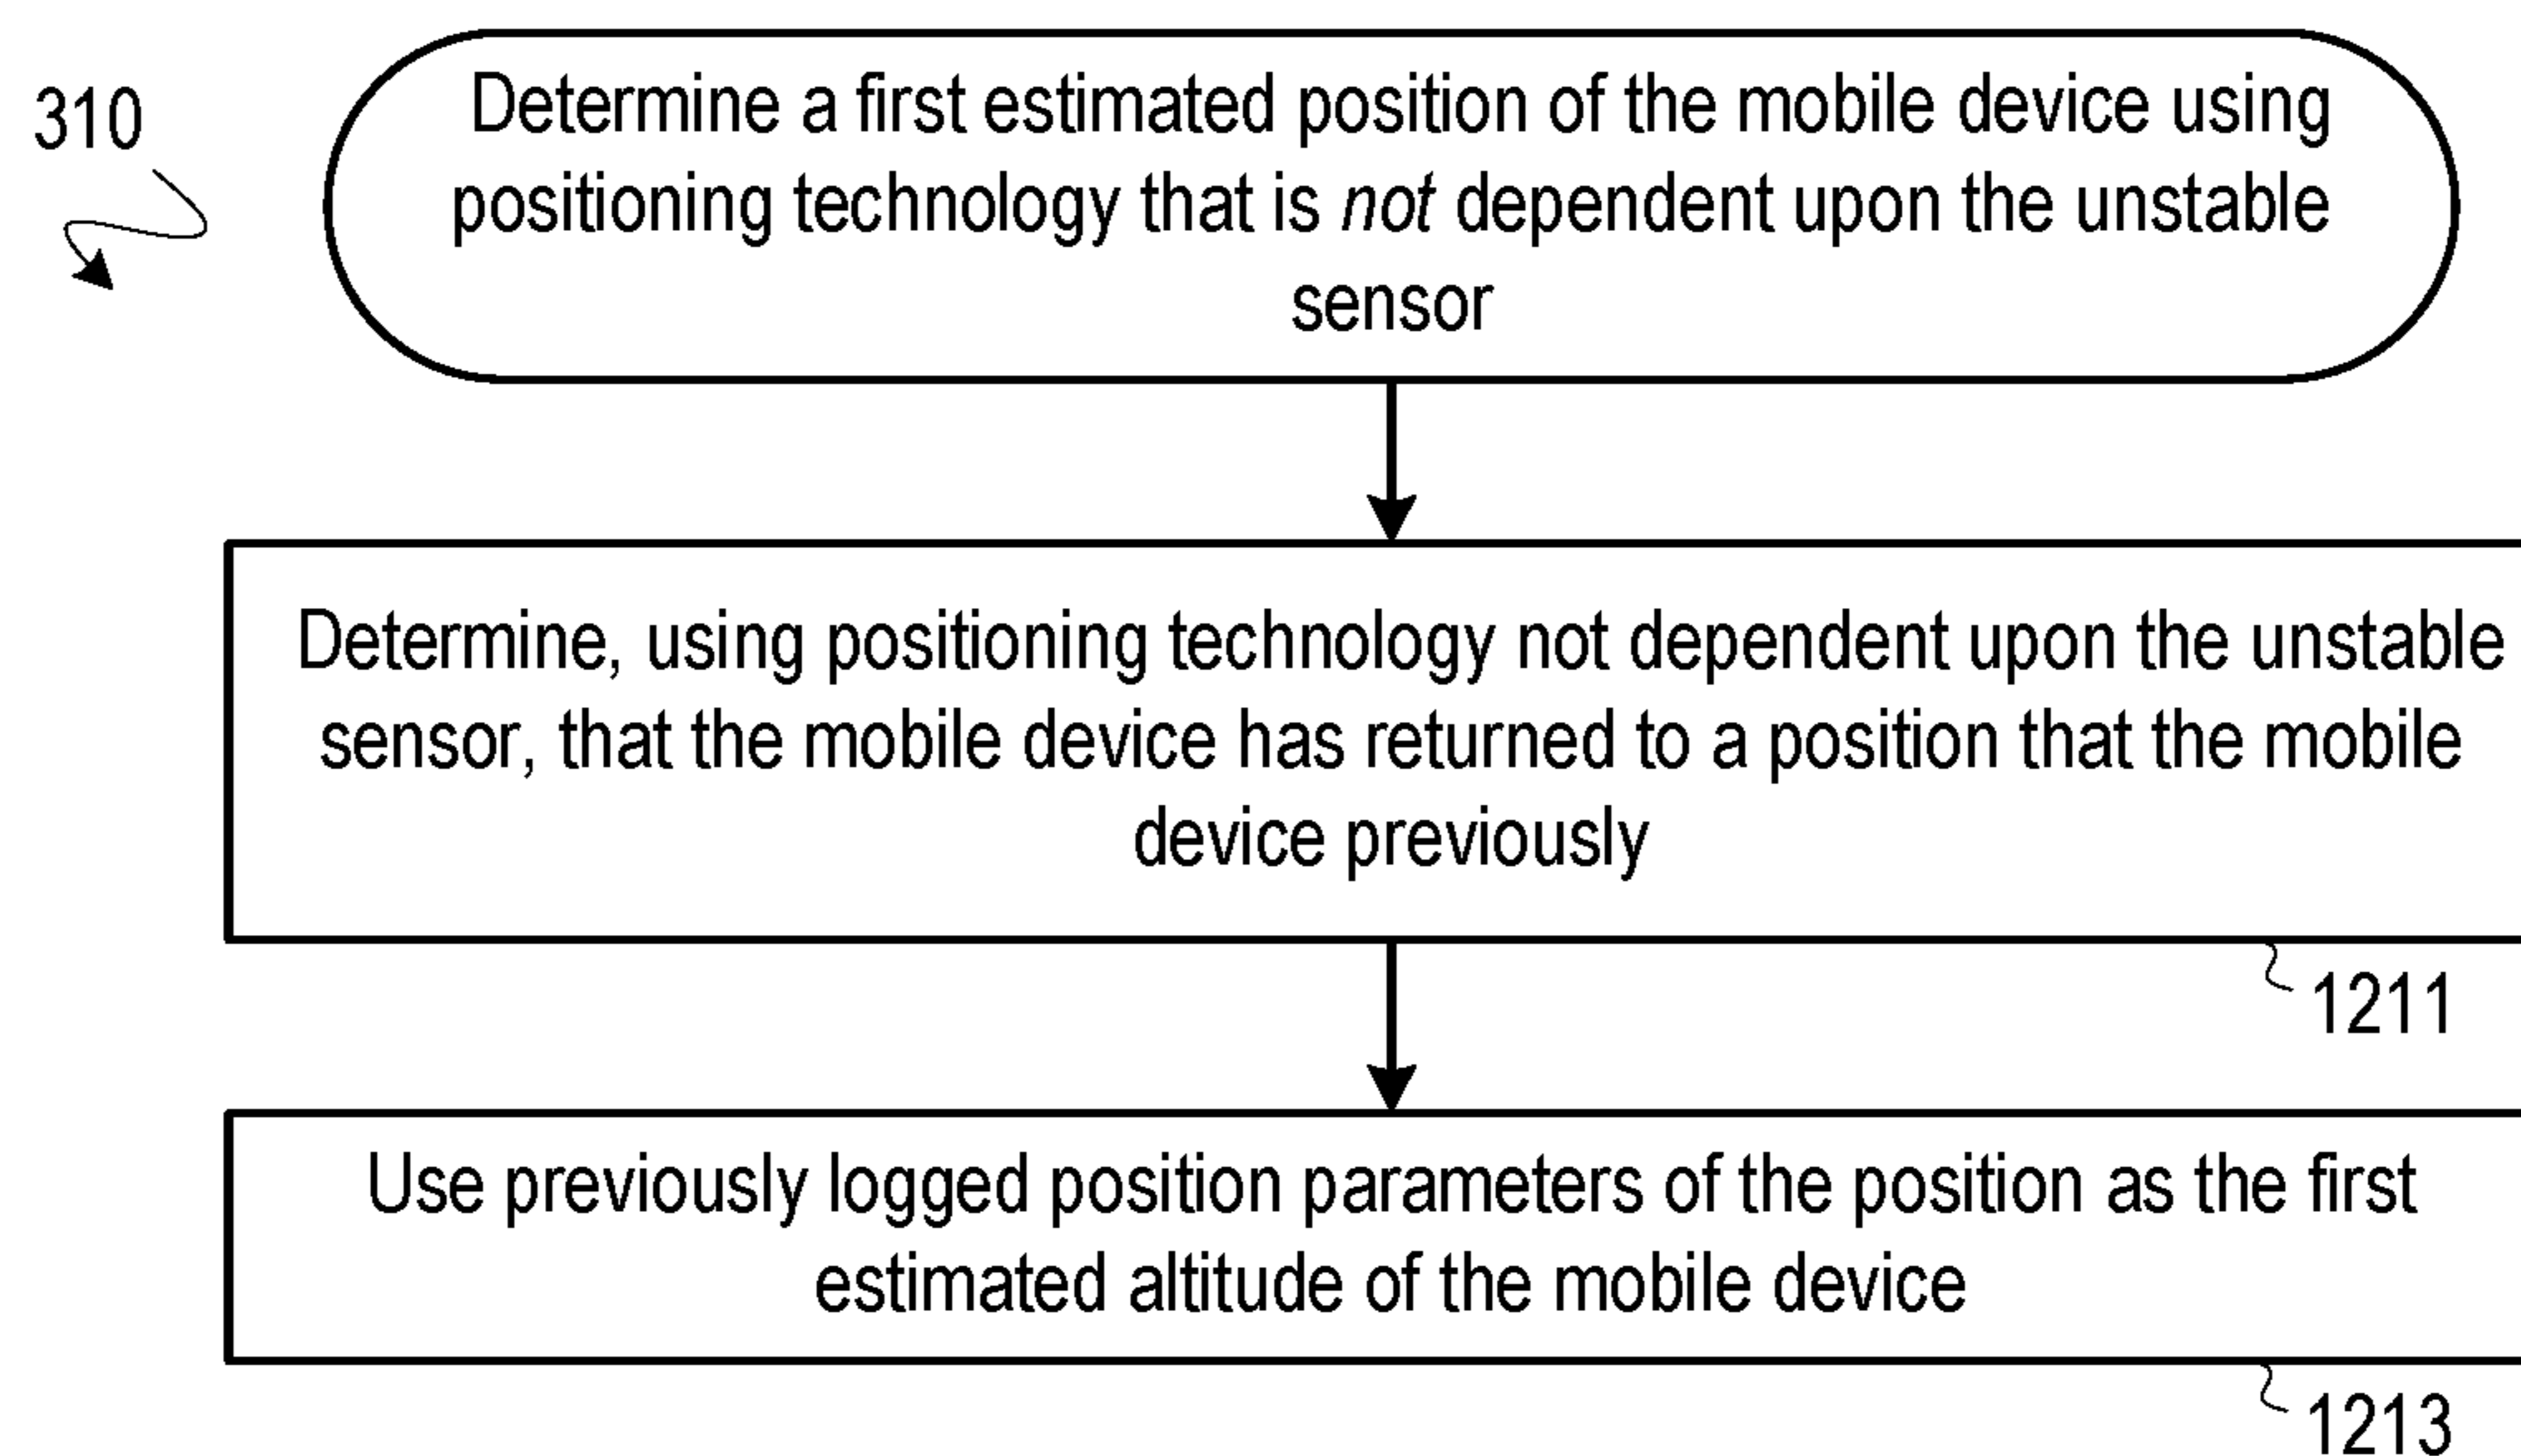 310
Determine a first estimated position of the mobile device using
positioning technology that is not dependent upon the unstable
sensor
Determine, using positioning technology not dependent upon the unstable
sensor, that the mobile device has returned to a position that the mobile
device previously
1211
Use previously logged position parameters of the position as the first
estimated altitude of the mobile device
1213